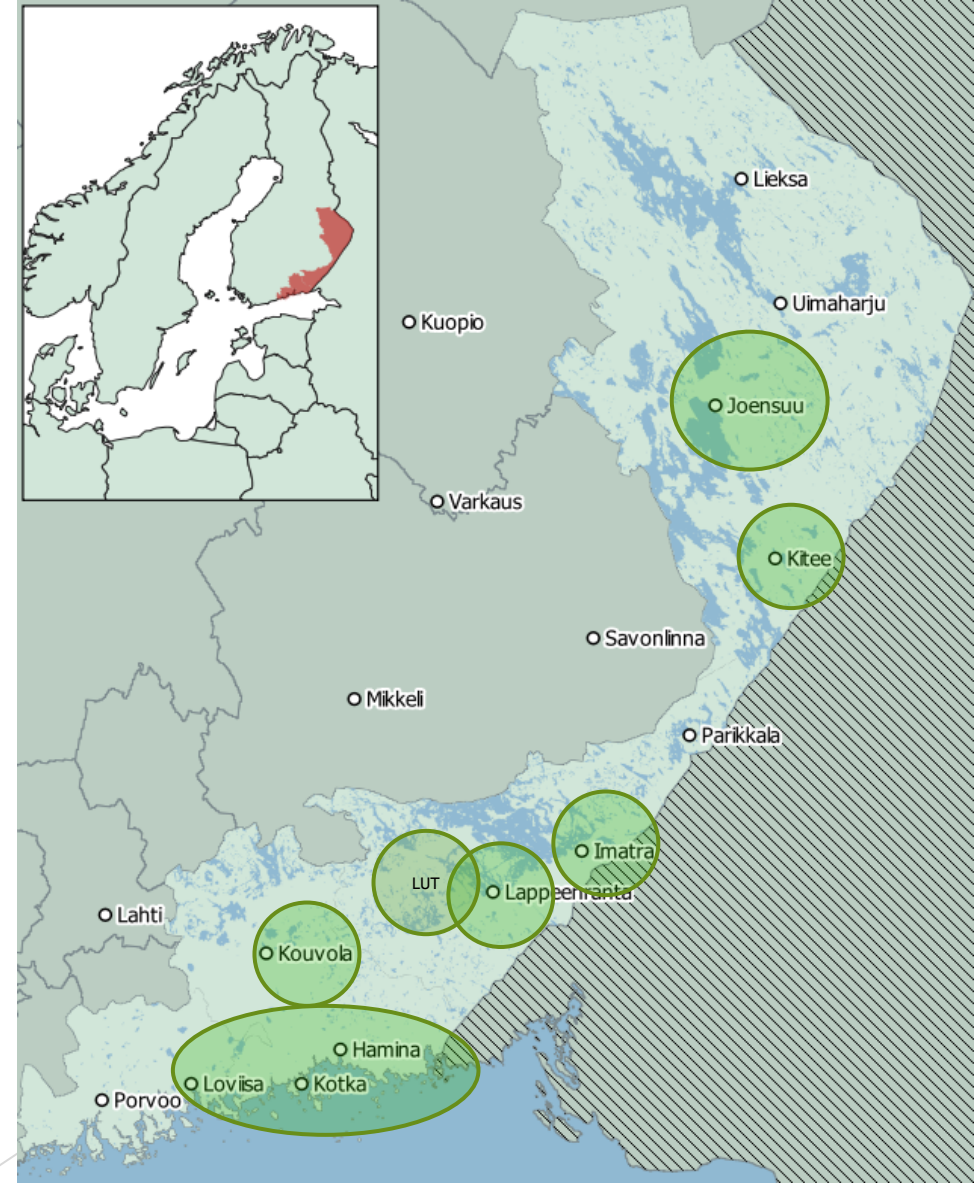 Lieksa
Uimaharju
Kuopio
Joensuu
Varkaus
Kitee
Savonlinna
Mikkeli
Parikkala
Imatra
LUT
Lappeenranta
Lahti
Kouvola
Hamina
Loviisa
Kotka
Porvoo